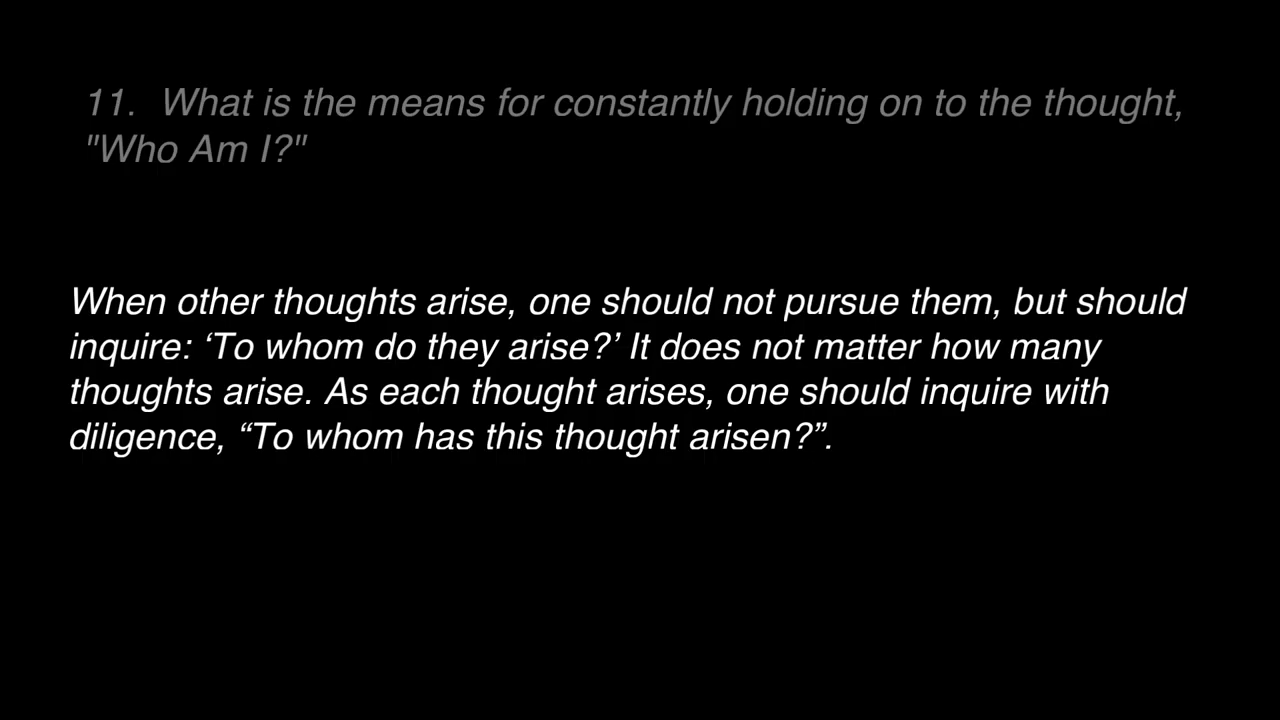 11.  What is the means for constantly holding on to the thought,
"Who Am I?"
When other thoughts arise, one should not pursue them, but should
inquire: ‘To whom do they arise?’ It does not matter how many
thoughts arise. As each thought arises, one should inquire with
diligence, “To whom has this thought arisen?”.